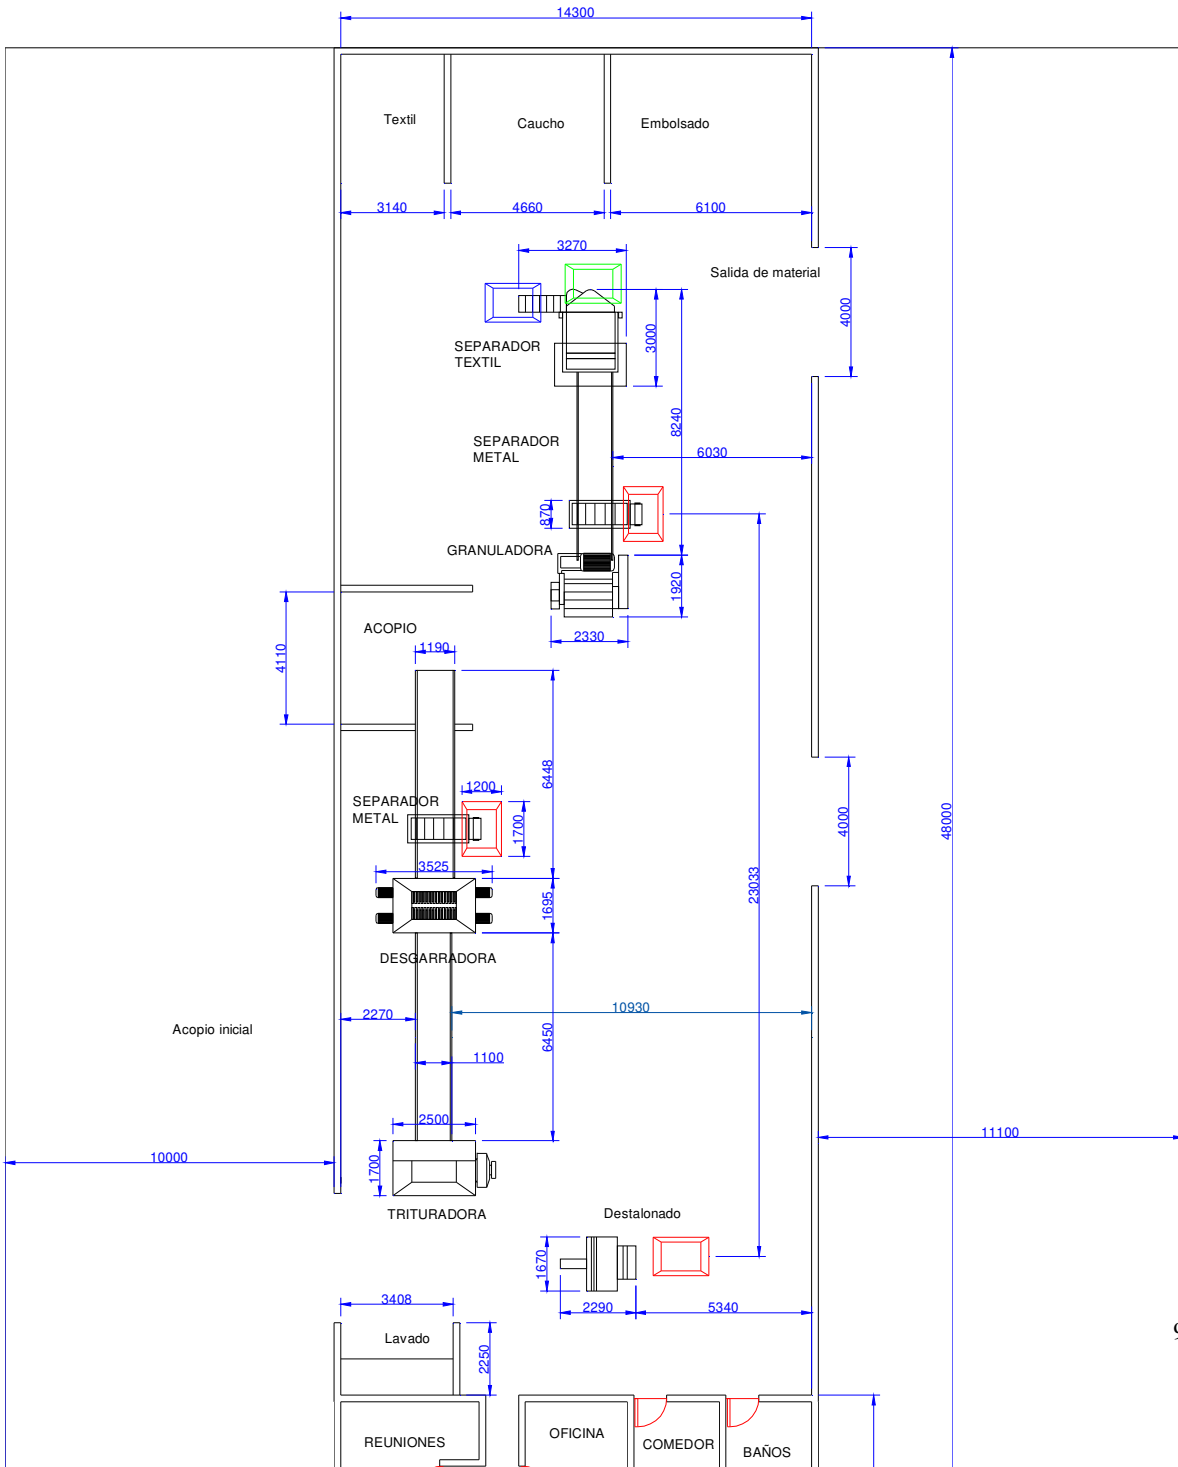 14300
Textil
Caucho
Embolsado
3140
4660
6100
3270
Salida de material
4000
3000
SEPARADOR
TEXTIL
8240
SEPARADOR
METAL
6030
870
GRANULADORA
1920
2330
ACOPIO
1190
4110
6448
1200
SEPARADOR
METAL
1700
4000
48000
3525
1695
23033
DESGARRADORA
10930
2270
Acopio inicial
6450
1100
2500
11100
10000
1700
TRITURADORA
Destalonado
1670
2290
5340
3408
Lavado
2250
REUNIONES
OFICINA
COMEDOR
BAÑOS